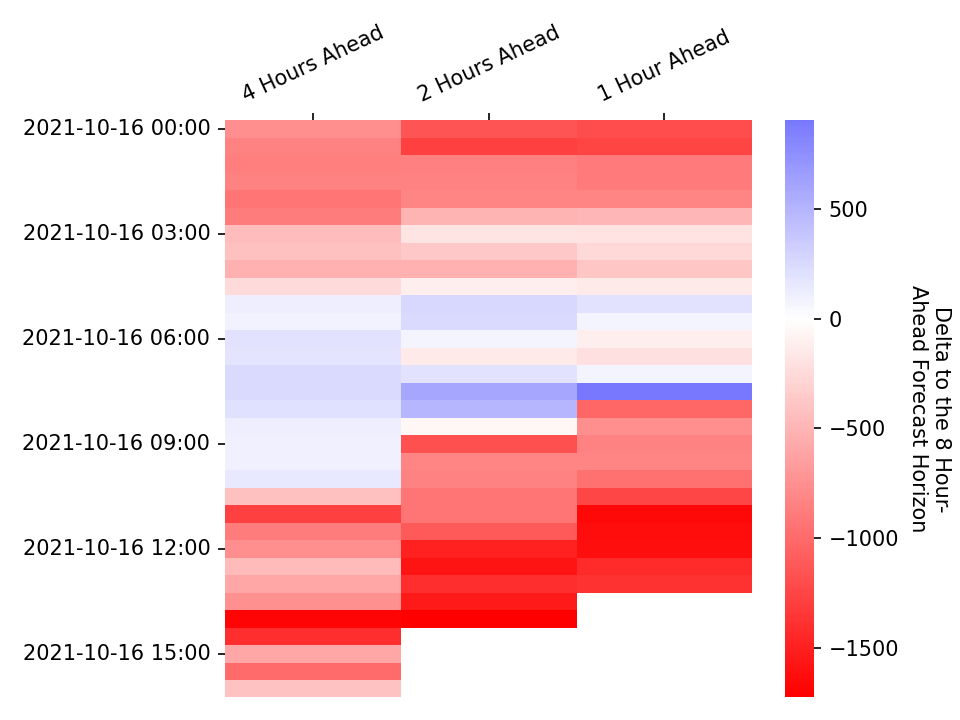 4 Hours Ahead
2 Hours Ahead
1 Hour Ahead
2021-10-16 00:00
2021-10-16 03:00
2021-10-16 06:00
2021-10-16 09:00
2021-10-16 12:00
2021-10-16 15:00
500
0
−500
−1000
−1500
Delta to the 8 Hour-
Ahead Forecast Horizon